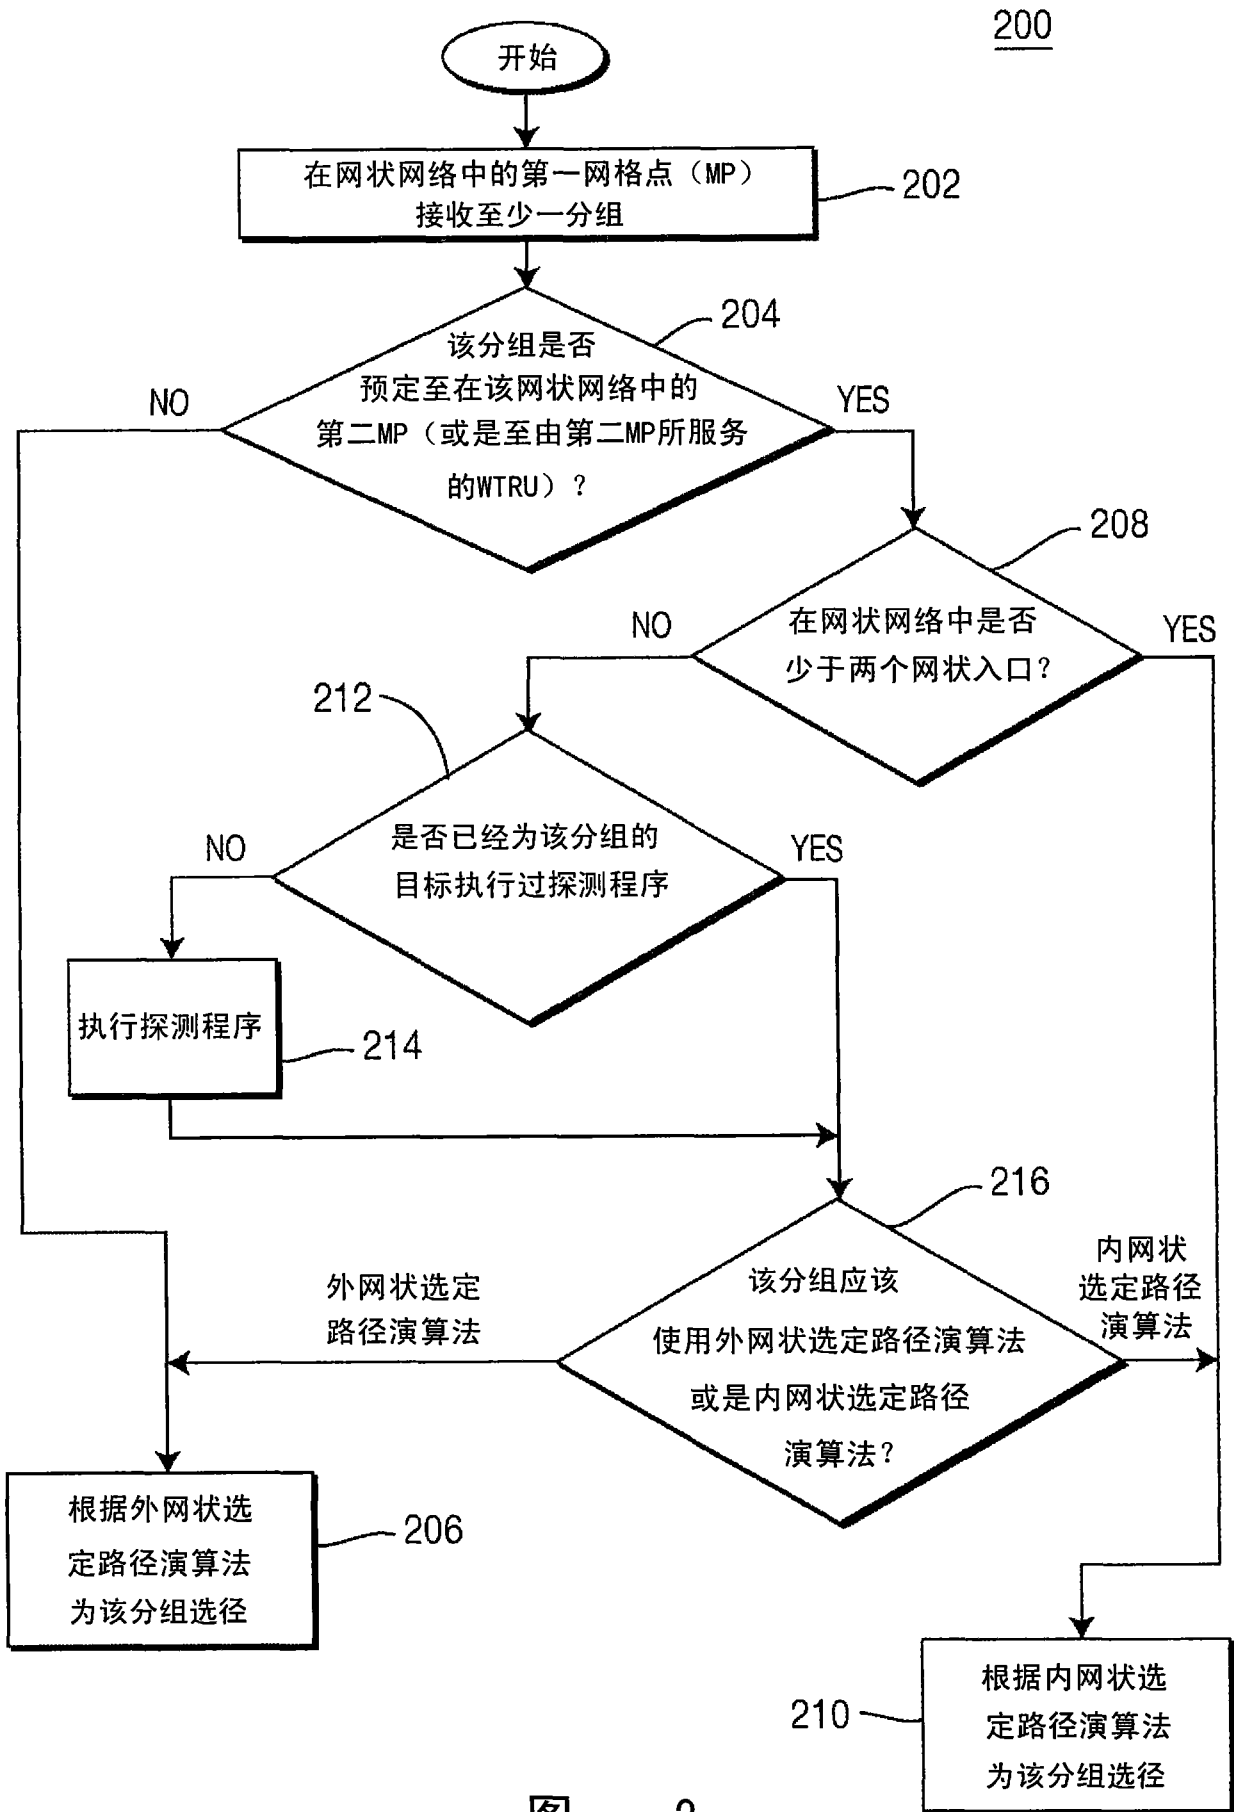 200
开始
在网状网络中的第一网格点（MP）
接收至少一分组
202
204
该分组是否
预定至在该网状网络中的
第二MP（或是至由第二MP所服务
的WTRU）？
NO
YES
208
在网状网络中是否
少于两个网状入口？
NO
YES
212
是否已经为该分组的
目标执行过探测程序
NO
YES
执行探测程序
214
216
该分组应该
使用外网状选定路径演算法
或是内网状选定路径
演算法？
外网状选定
路径演算法
内网状
选定路径
演算法
根据外网状选
定路径演算法
为该分组选径
206
根据内网状选
定路径演算法
为该分组选径
210
图 2